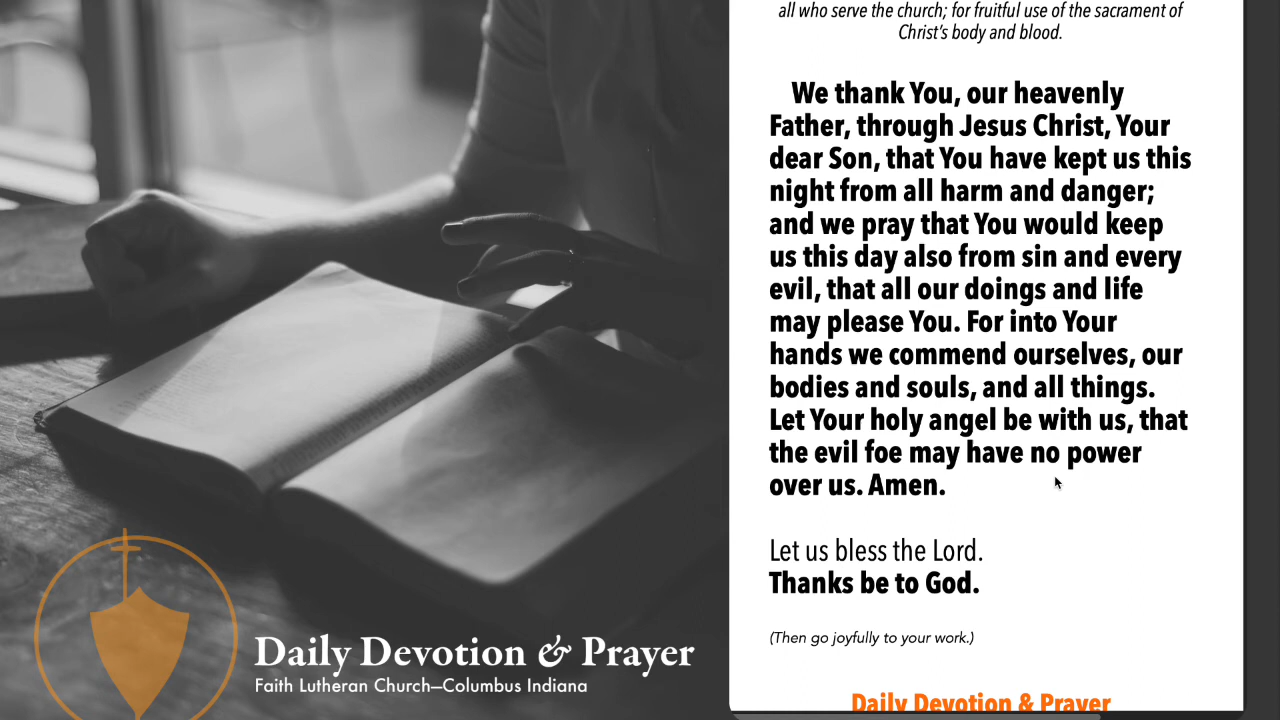 all who serve the church; for fruitful use of the sacrament of
Christ's body and blood.
We thank You, our heavenly
Father, through Jesus Christ, Your
dear Son, that You have kept us this
night from all harm and danger;
and we pray that You would keep
us this day also from sin and every
evil, that all our doings and life
may please You. For into Your
hands we commend ourselves, our
bodies and souls, and all things.
Let Your holy angel be with us, that
the evil foe may have no power
over us. Amen.
Let us bless the Lord.
Thanks be to God.
(Then go joyfully to your work.)
Daily Devotion & Prayer
Daily Devotion & Prayer
Faith Lutheran Church—Columbus Indiana